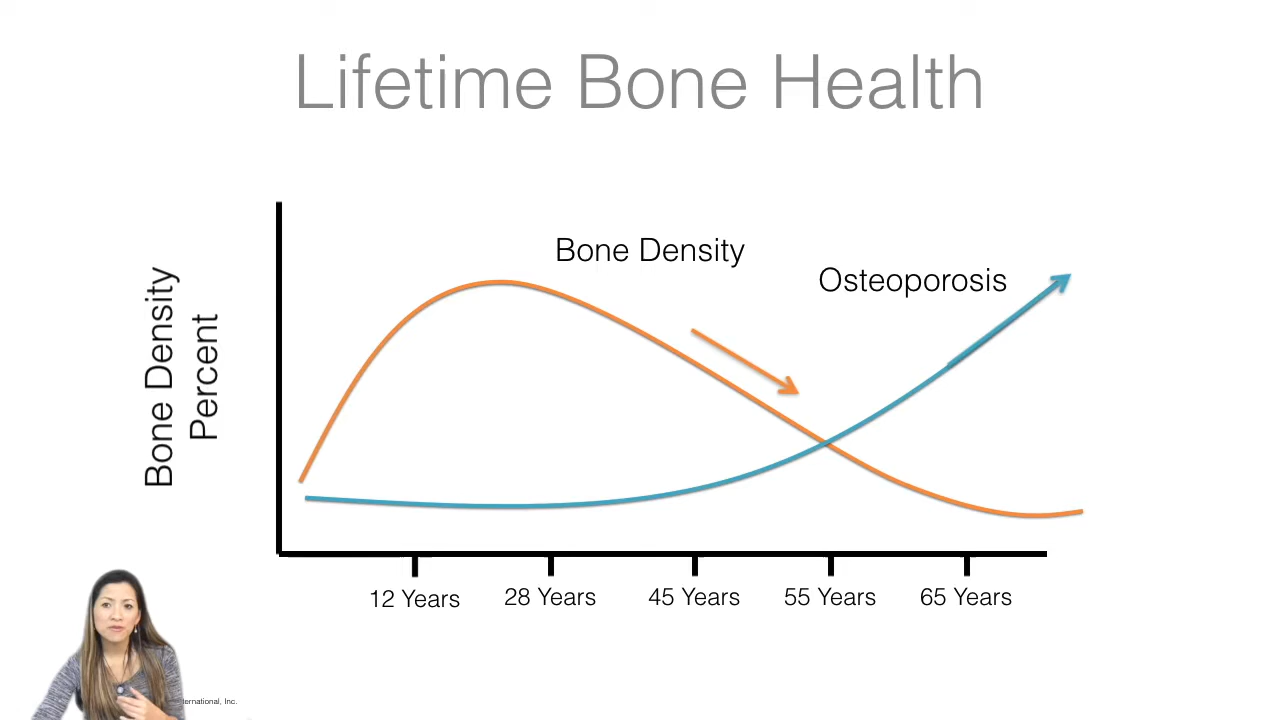 Lifetime Bone Health
Bone Density
Osteoporosis
Bone Density
Percent
12 Years
28 Years
45 Years
55 Years
65 Years
Inc.